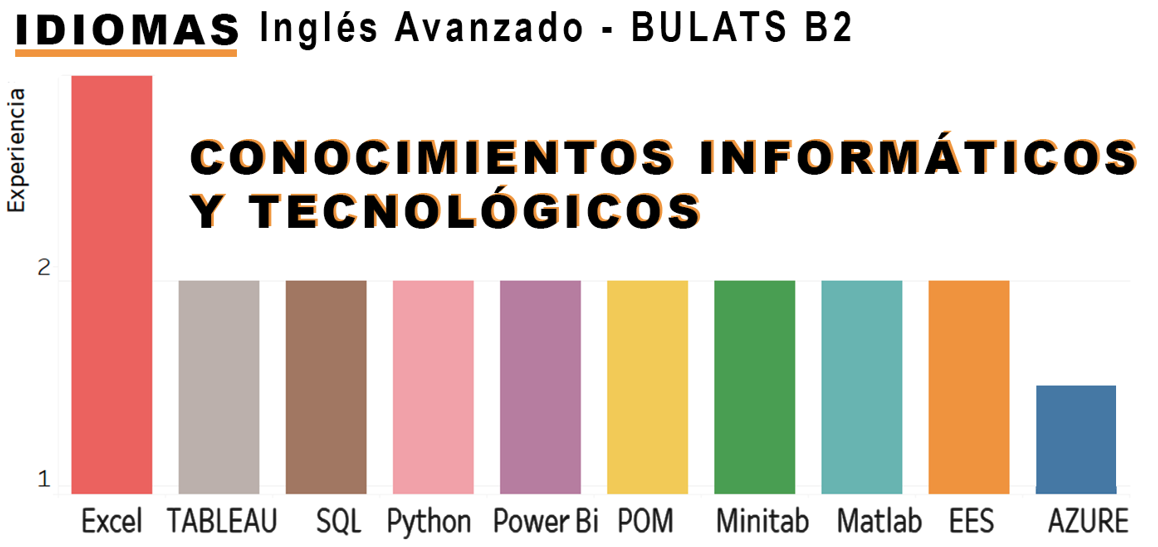 IDIOMAS Inglés Avanzado - BULATS B2
Experiencia
CONOCIMIENTOS INFORMÁTICOS
Y TECNOLÓGICOS
2
1
Excel TABLEAU SQL Python Power Bi POM Minitab Matlab EES AZURE